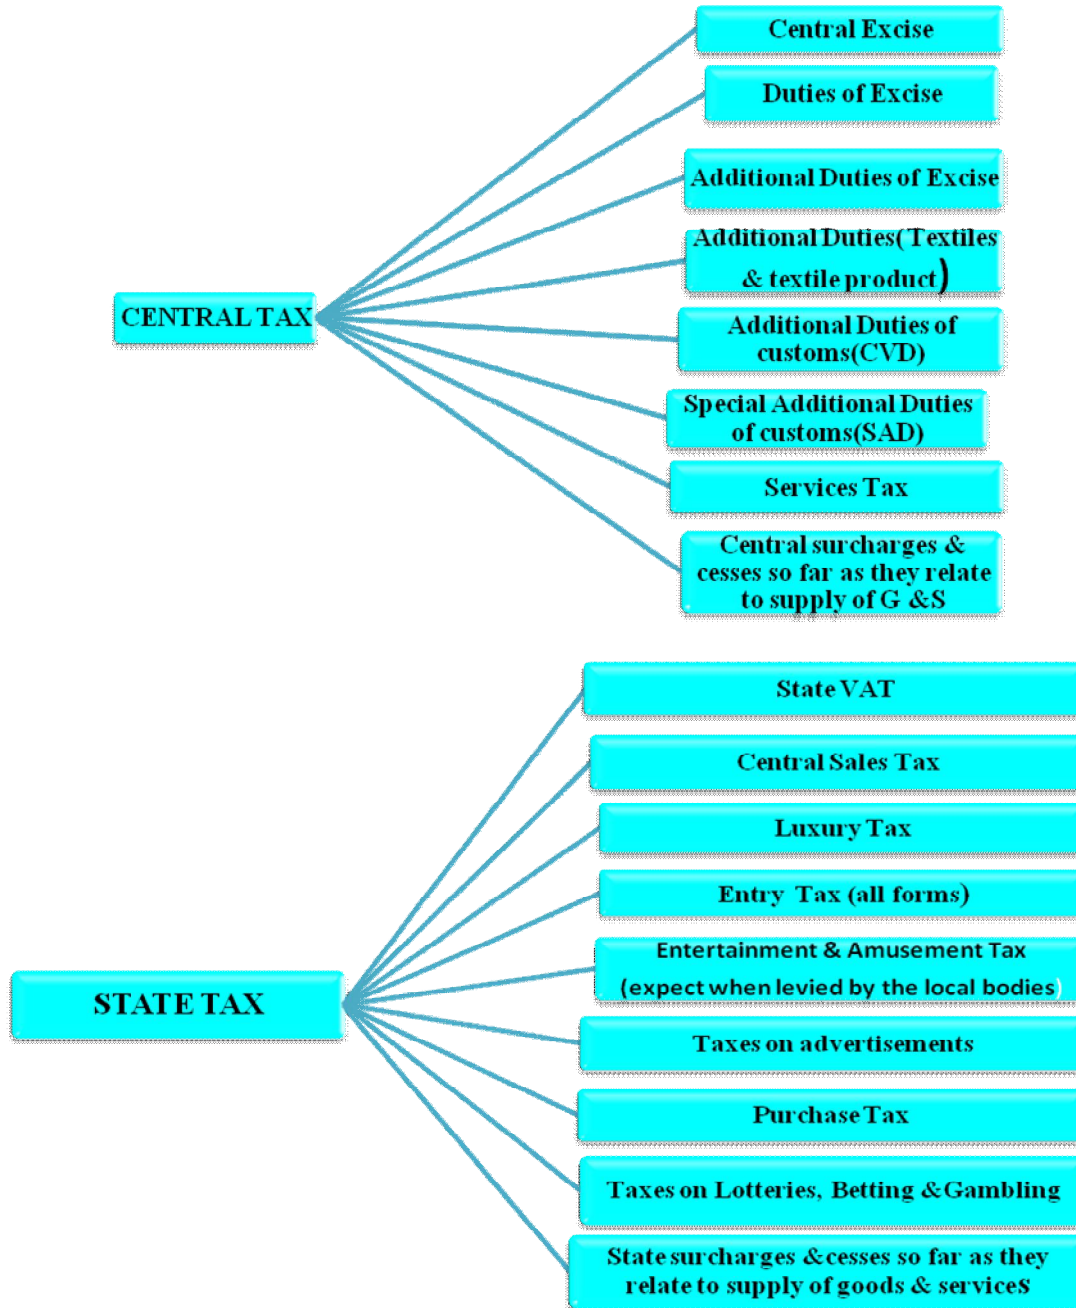 Central Excise
Duties of Excise
Additional Duties of Excise
Additional Duties(Textiles
& textile product)
CENTRAL TAX
Additional Duties of
customs(CVD)
Special Additional Duties
of customs(SAD)
Services Tax
Central surcharges &
cesses so far as they relate
to supply of G &S
State VAT
Central Sales Tax
Luxury Tax
Entry Tax (all forms)
Entertainment & Amusement Tax
(expect when levied by the local bodies)
STATE TAX
Taxes on advertisements
Purchase Tax
Taxes on Lotteries, Betting &Gambling
State surcharges &cesses so far as they
relate to supply of goods & services